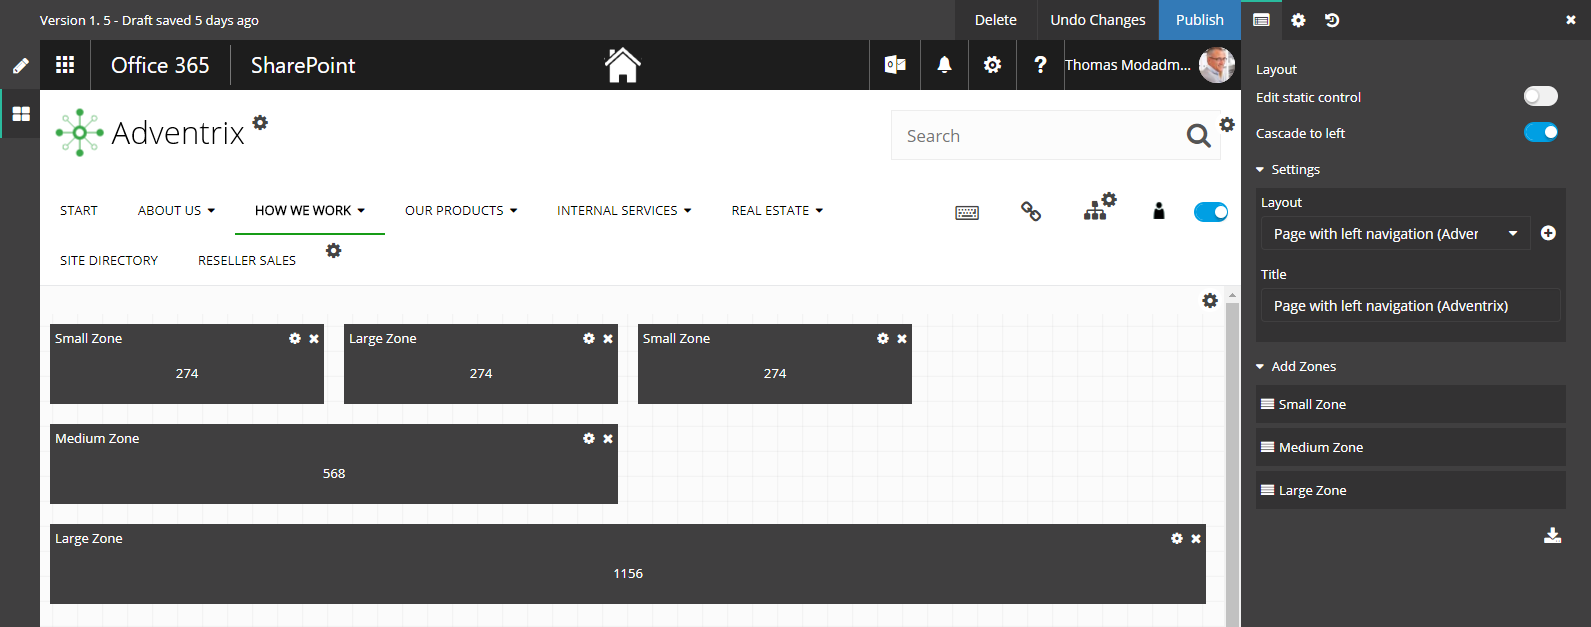 Version 1. 5 - Draft saved 5 days ago
Delete
Undo Changes
Publish
Office 365
SharePoint
Thomas Modadm...
Adventrix
Search
START
ABOUT US
HOW WE WORK
OUR PRODUCTS
INTERNAL SERVICES
REAL ESTATE
SITE DIRECTORY
RESELLER SALES
Small Zone
274
Large Zone
274
Small Zone
274
Medium Zone
568
Large Zone
1156
Layout
Edit static control
Cascade to left
Settings
Layout
Page with left navigation (Adver
Title
Page with left navigation (Adventrix)
Add Zones
Small Zone
Medium Zone
Large Zone